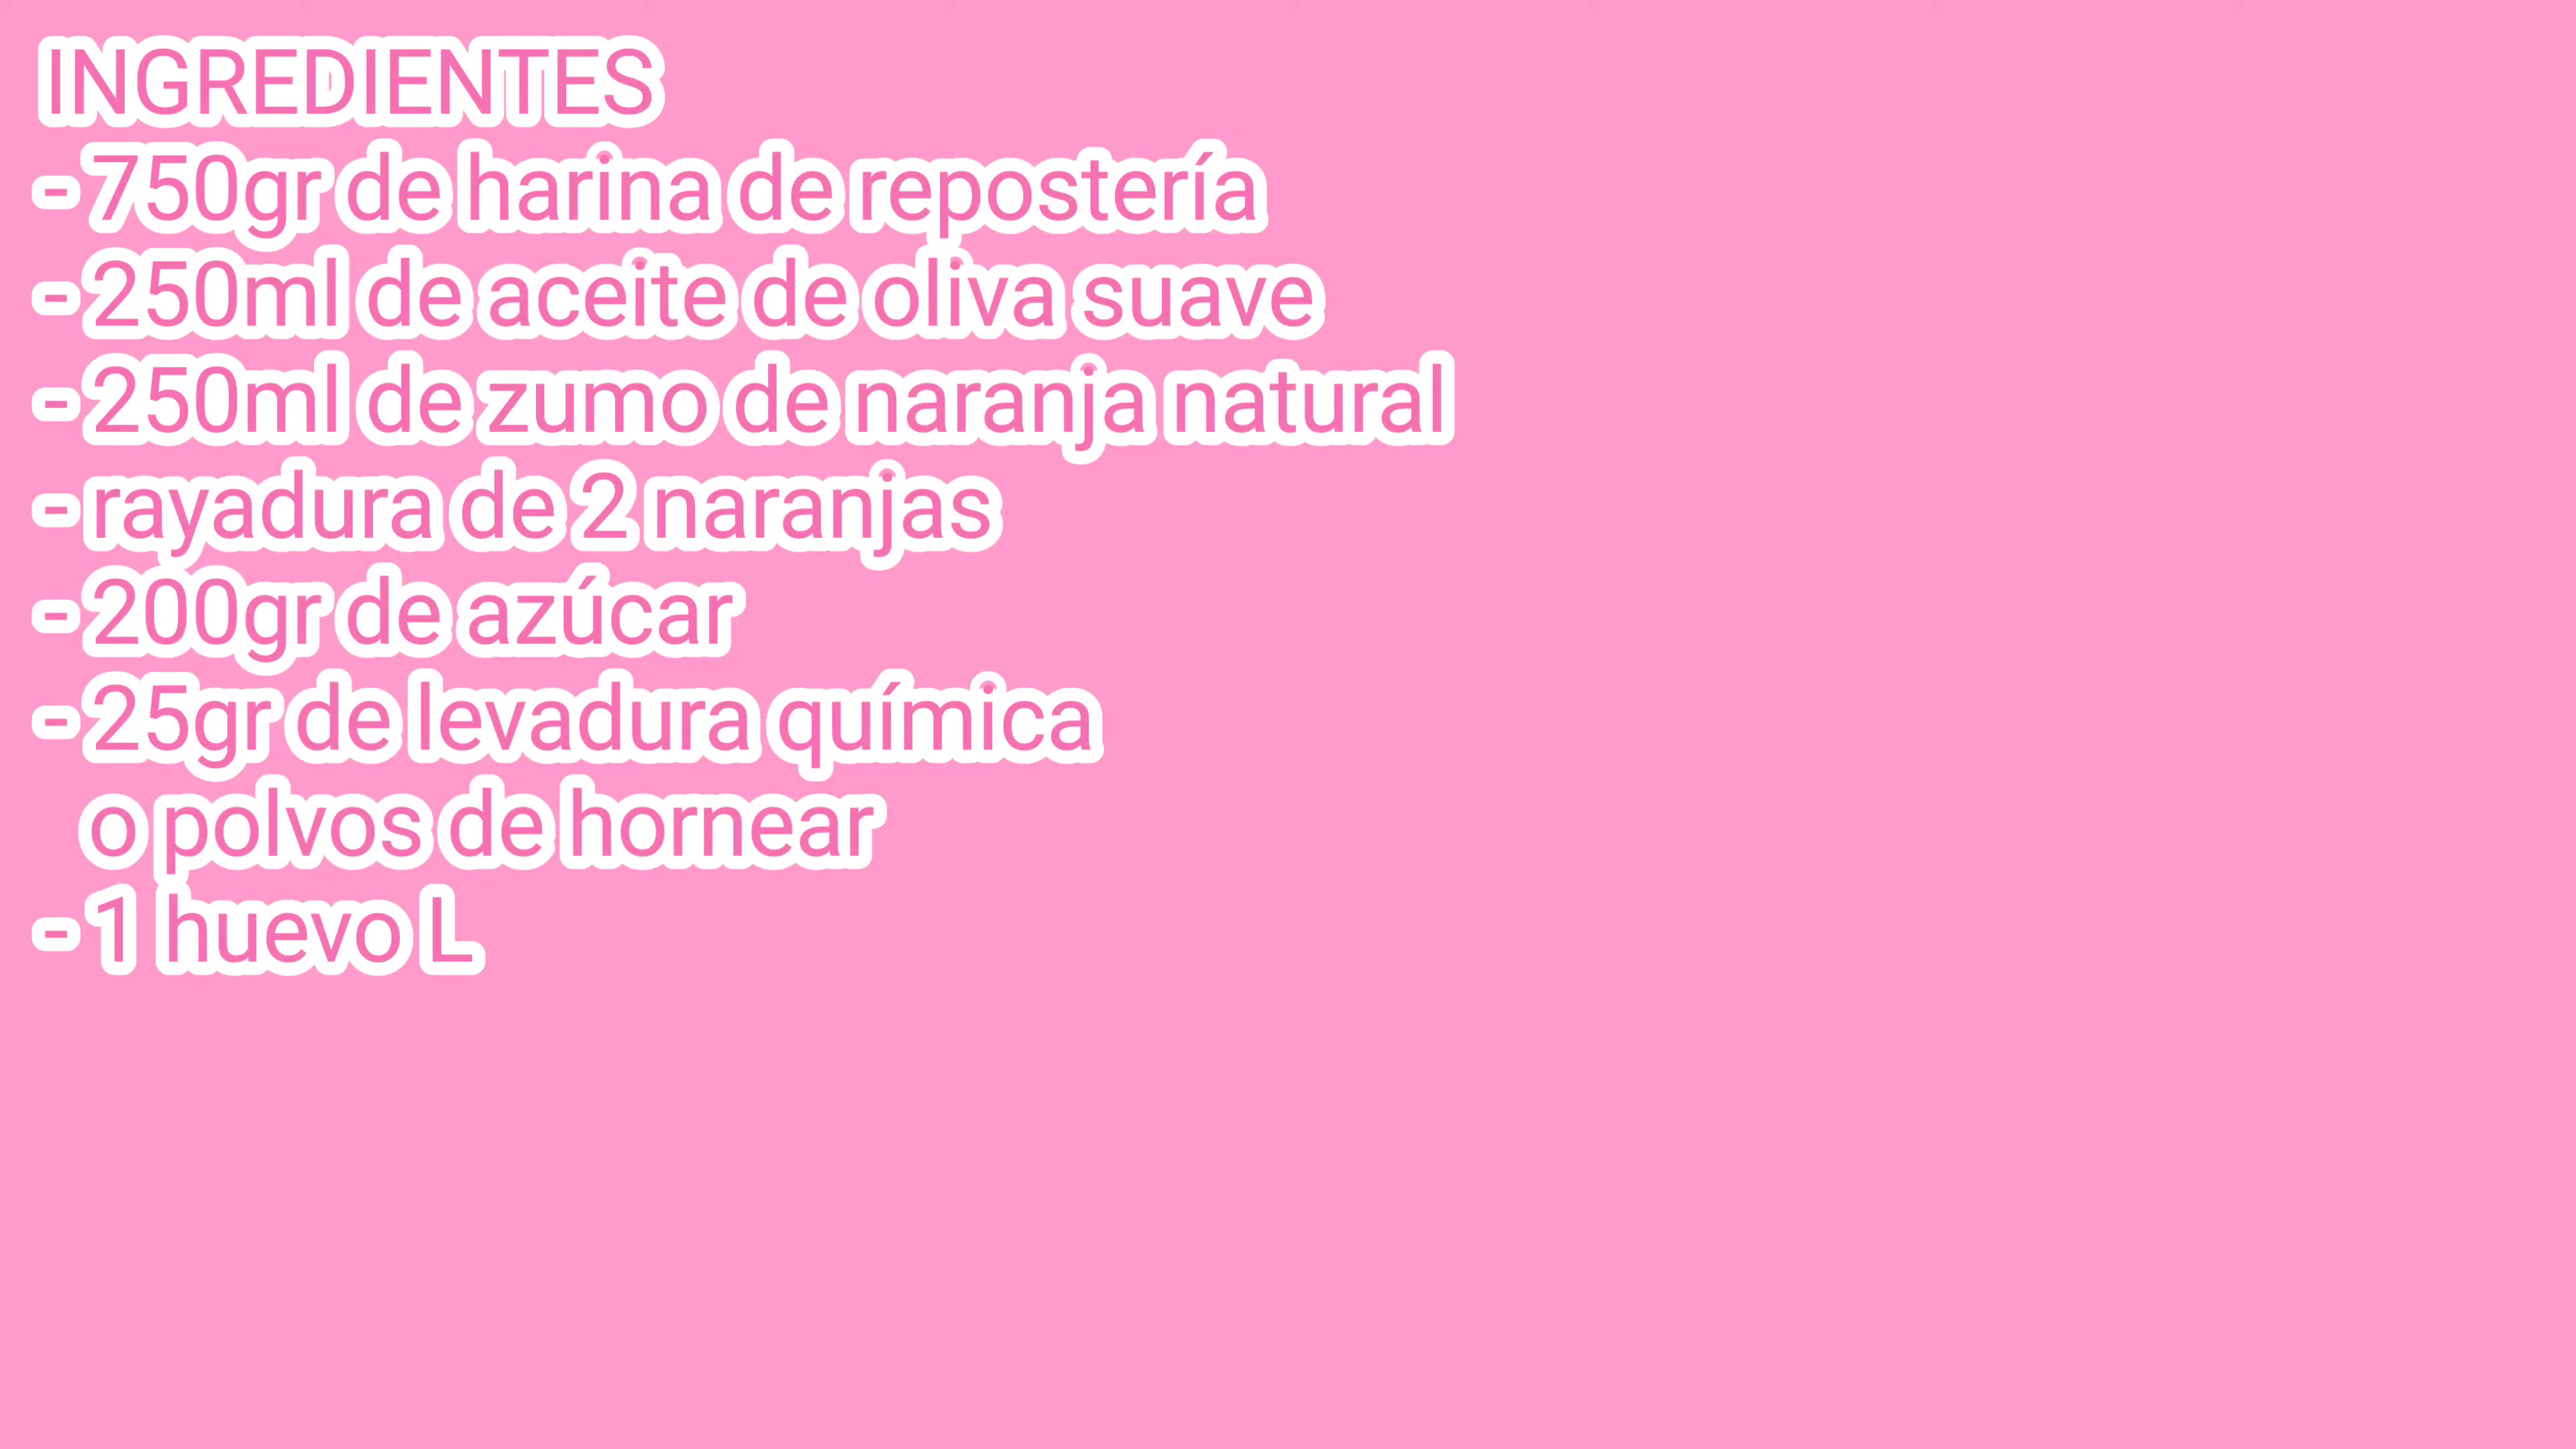 INGREDIENTES
- 750gr de harina de repostería
- 250ml de aceite de oliva suave
- 250ml de zumo de naranja natural
- rayadura de 2 naranjas
- 200gr de azúcar
- 25gr de levadura química
o polvos de hornear
- 1 huevo L